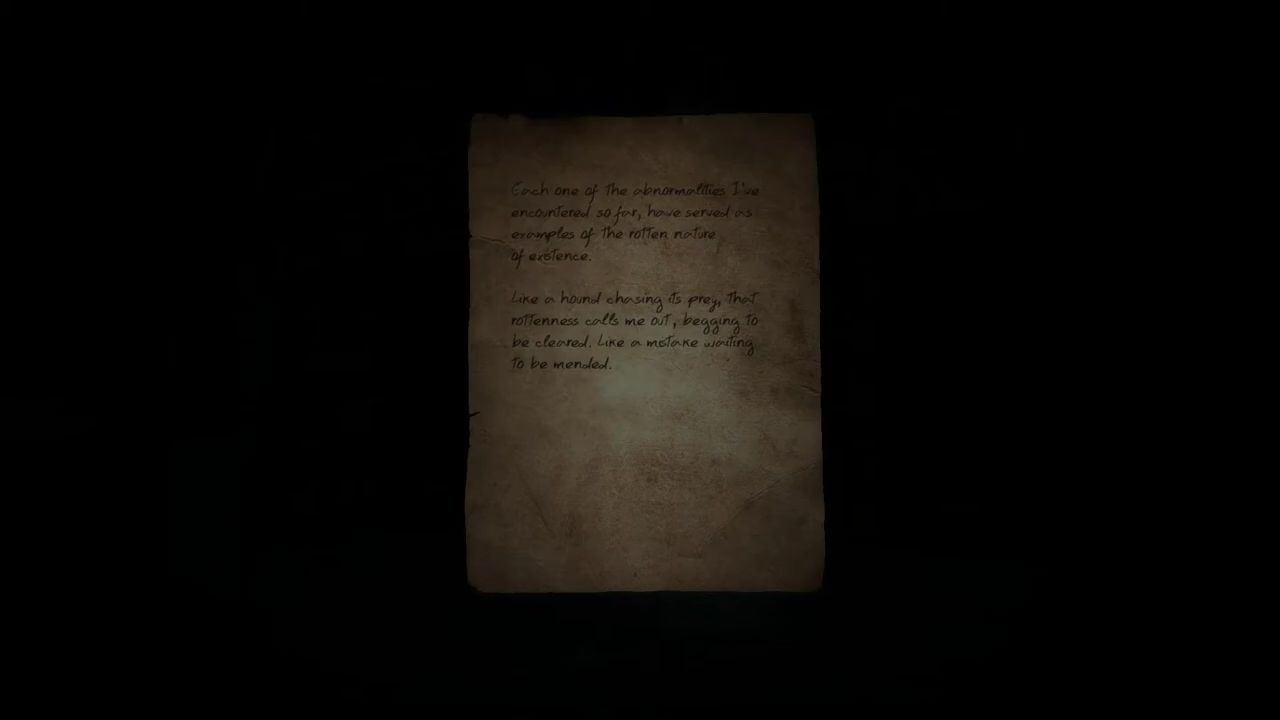 Each one of the abnormalities I've
encountered so far, have served as
examples of the rotten nature
of existence.
Like a hound chasing its prey, that
rottenness calls me out, begging to
be cleared. Like a mistake waiting
to be mended.